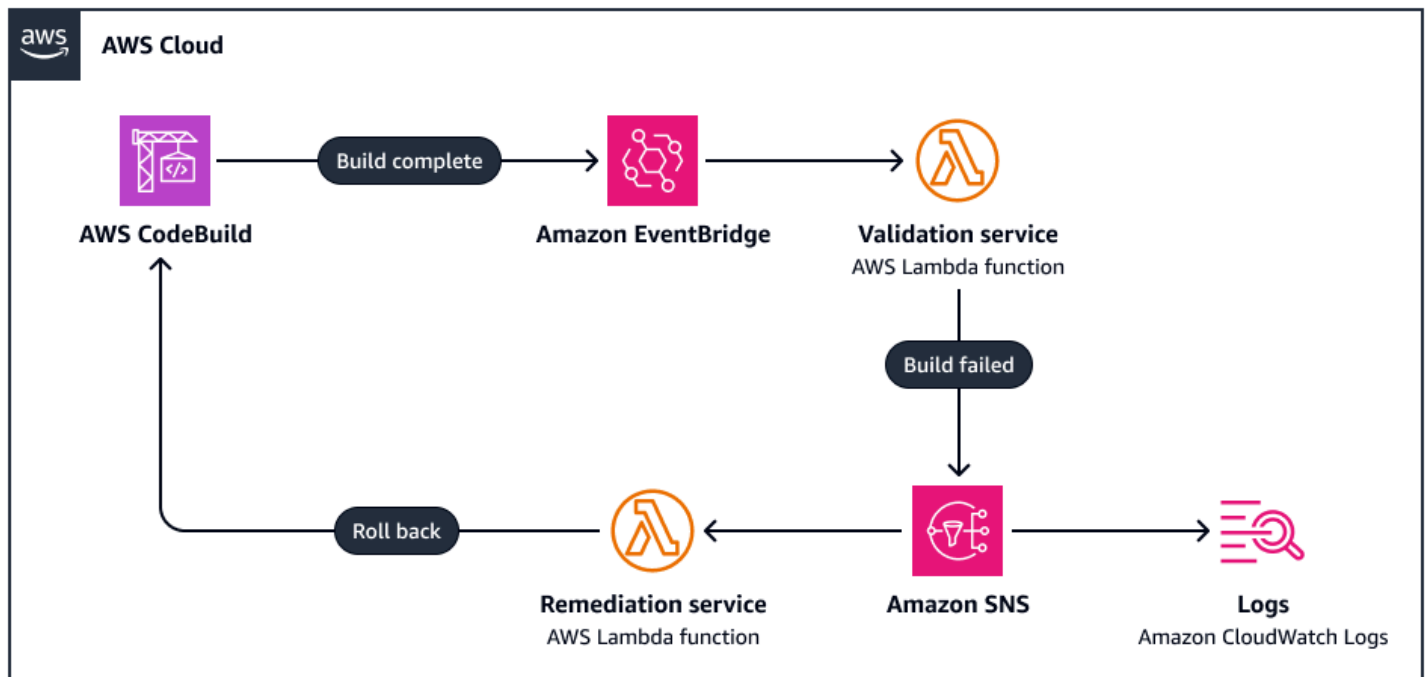 aws
AWS Cloud
Build complete
AWS CodeBuild
Amazon EventBridge
Validation service
AWS Lambda function
Build failed
Roll back
Remediation service
AWS Lambda function
Amazon SNS
Logs
Amazon CloudWatch Logs